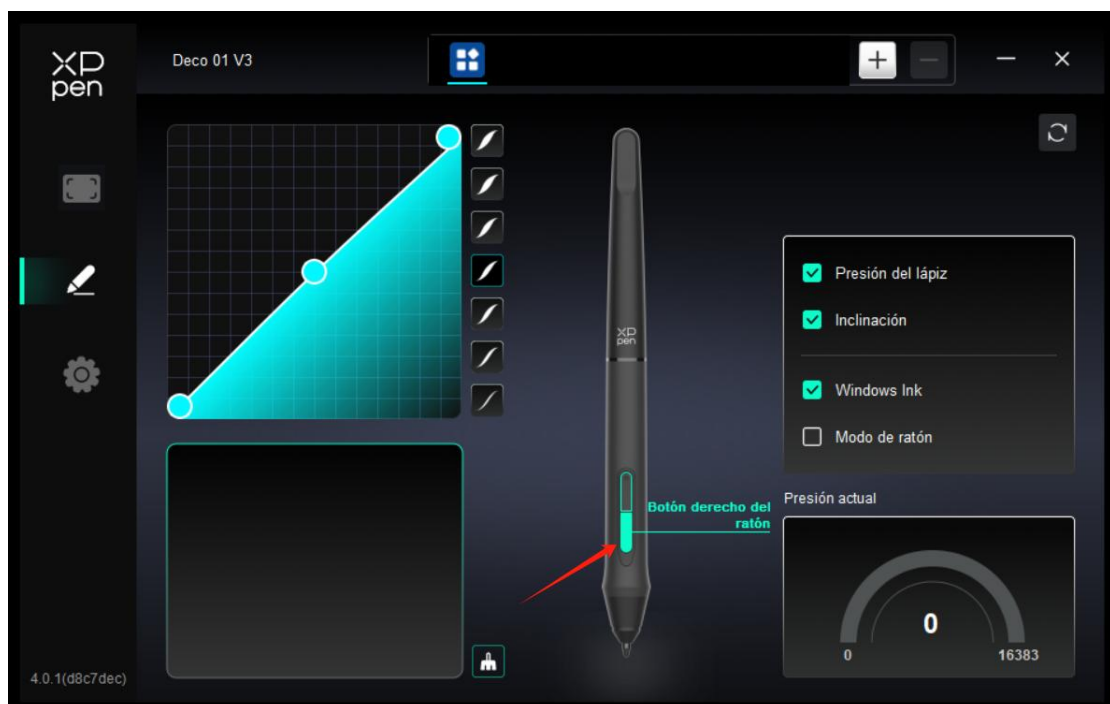 XP
pen
Deco 01 V3
Presión del lápiz
Inclinación
XP
pen
Windows Ink
Modo de ratón
Botón derecho del
ratón
Presión actual
0
0
16383
4.0.1(d8c7dec)